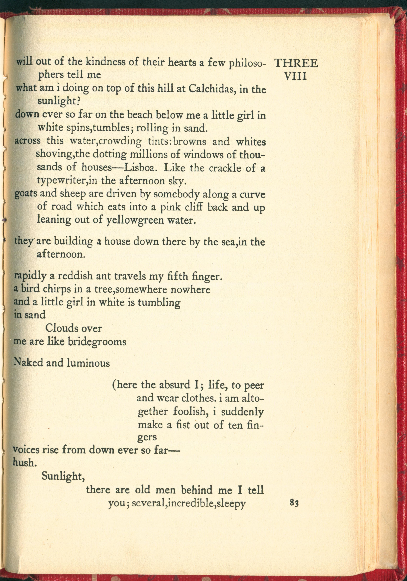 will out of the kindness of their hearts a few philoso- THREE
phers tell me VIII
what am i doing on top of this hill at Calchidas, in the
sunlight?
down ever so far on the beach below me a little girl in
white spins,tumbles; rolling in sand.
across this water,crowding tints:browns and whites
shoving,the dotting millions of windows of thou-
sands of houses—Lisboa. Like the crackle of a
typewriter,in the afternoon sky.
goats and sheep are driven by somebody along a curve
of road which eats into a pink cliff back and up
leaning out of yellowgreen water.
they are building a house down there by the sea,in the
afternoon.
rapidly a reddish ant travels my fifth finger.
a bird chirps in a tree,somewhere nowhere
and a little girl in white is tumbling
in sand
Clouds over
me are like bridegrooms
Naked and luminous
(here the absurd I; life, to peer
and wear clothes. i am alto-
gether foolish, i suddenly
make a fist out of ten fin-
gers
voices rise from down ever so far—
hush.
Sunlight,
there are old men behind me I tell
you; several,incredible,sleepy 83